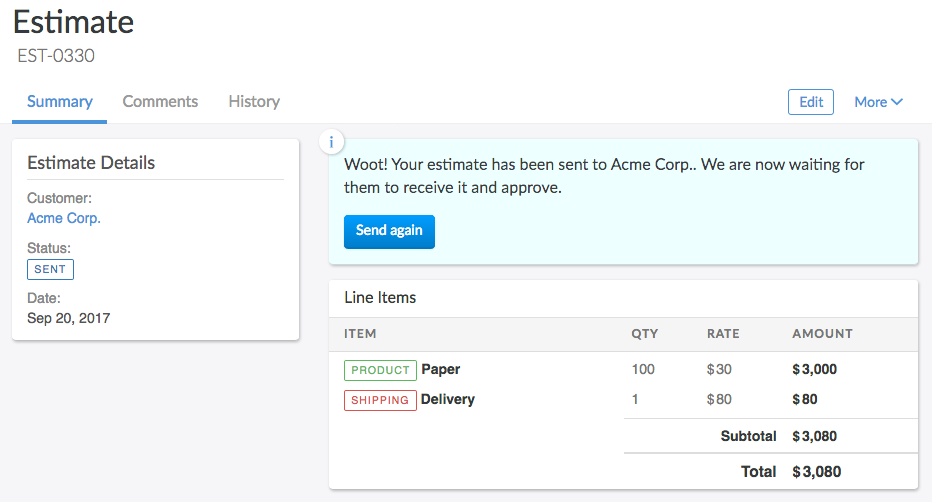 Estimate
EST-0330
Summary Comments History Edit More
Estimate Details
Customer:
Acme Corp.
Status:
SENT
Date:
Sep 20, 2017
i
Woot! Your estimate has been sent to Acme Corp.. We are now waiting for
them to receive it and approve.
Send again
Line Items
ITEM QTY RATE AMOUNT
PRODUCT Paper 100 $30 $3,000
SHIPPING Delivery 1 $80 $80
Subtotal $3,080
Total $3,080